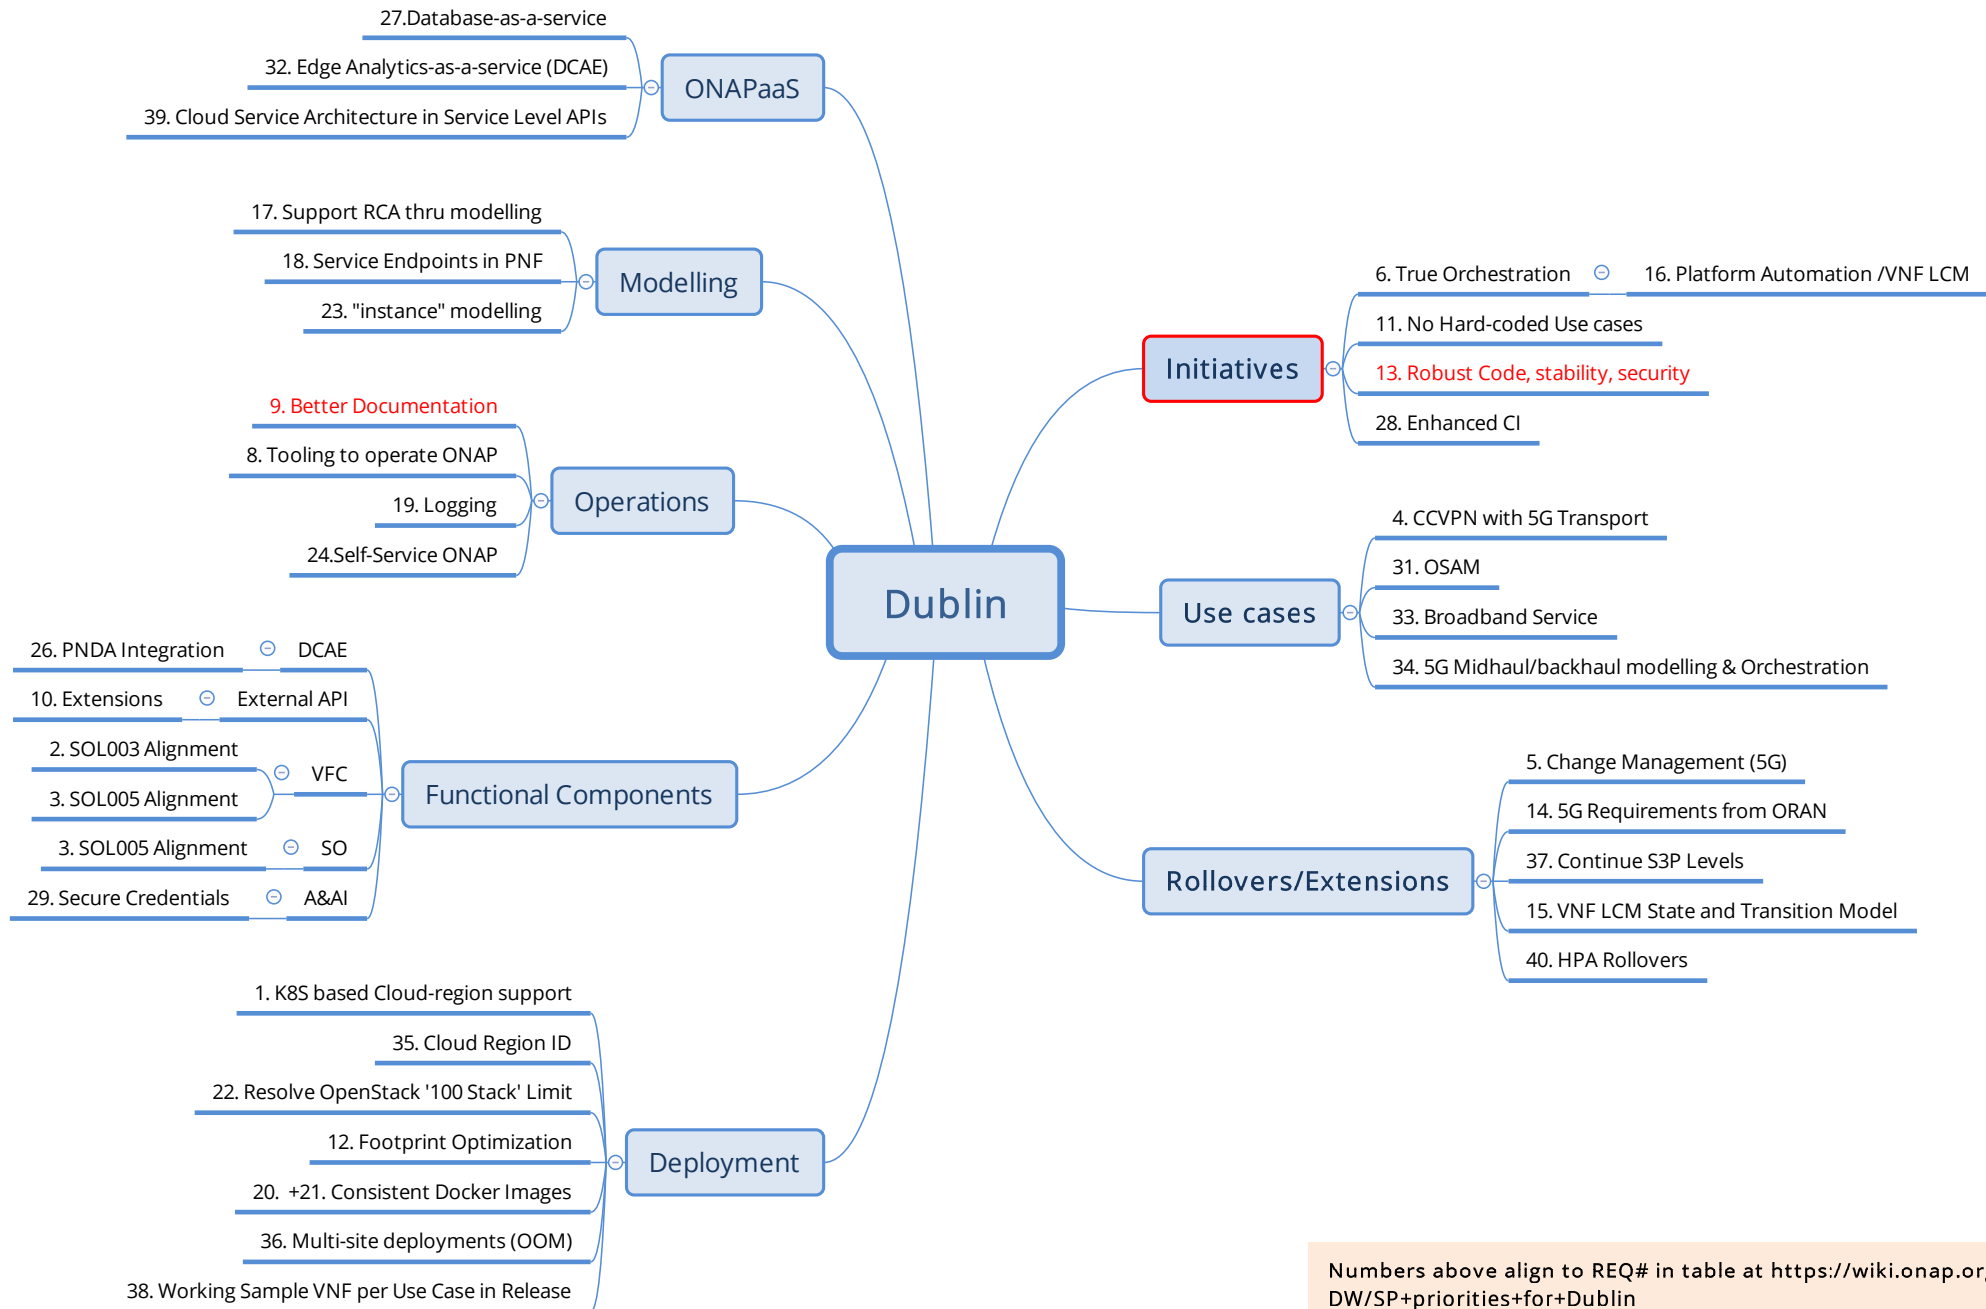 27.Database-as-a-service
32. Edge Analytics-as-a-service (DCAE)
39. Cloud Service Architecture in Service Level APIs
ONAPaaS
17. Support RCA thru modelling
18. Service Endpoints in PNF
23. "instance" modelling
Modelling
9. Better Documentation
8. Tooling to operate ONAP
19. Logging
24.Self-Service ONAP
Operations
26. PNDA Integration
DCAE
10. Extensions
External API
2. SOL003 Alignment
3. SOL005 Alignment
VFC
3. SOL005 Alignment
SO
29. Secure Credentials
A&AI
Functional Components
1. K8S based Cloud-region support
35. Cloud Region ID
22. Resolve OpenStack '100 Stack' Limit
12. Footprint Optimization
20.  +21. Consistent Docker Images
36. Multi-site deployments (OOM)
38. Working Sample VNF per Use Case in Release
Deployment
Dublin
Initiatives
6. True Orchestration
16. Platform Automation /VNF LCM
11. No Hard-coded Use cases
13. Robust Code, stability, security
28. Enhanced CI
Use cases
4. CCVPN with 5G Transport
31. OSAM
33. Broadband Service
34. 5G Midhaul/backhaul modelling & Orchestration
Rollovers/Extensions
5. Change Management (5G)
14. 5G Requirements from ORAN
37. Continue S3P Levels
15. VNF LCM State and Transition Model
40. HPA Rollovers
Numbers above align to REQ# in table at https://wiki.onap.or
DW/SP+priorities+for+Dublin